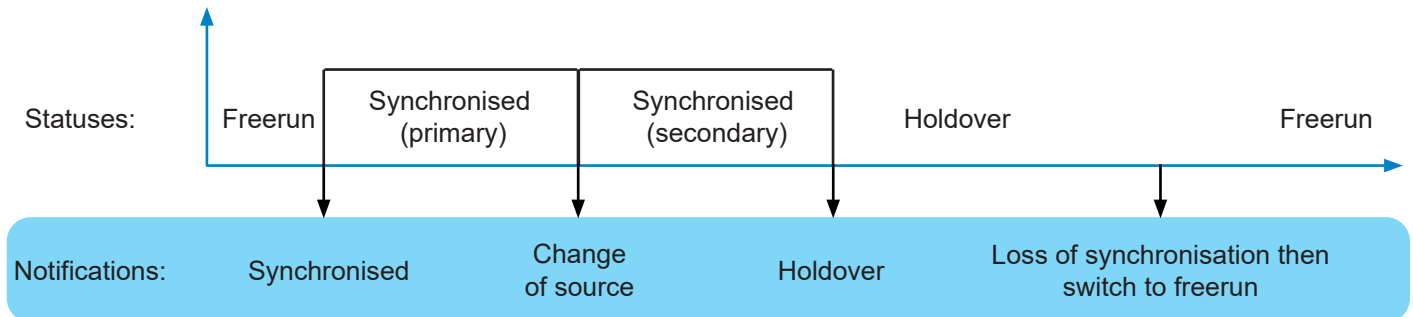 Statuses:
Freerun
Synchronised
(primary)
Synchronised
(secondary)
Holdover
Freerun
Notifications:
Synchronised
Change
of source
Holdover
Loss of synchronisation then
switch to freerun